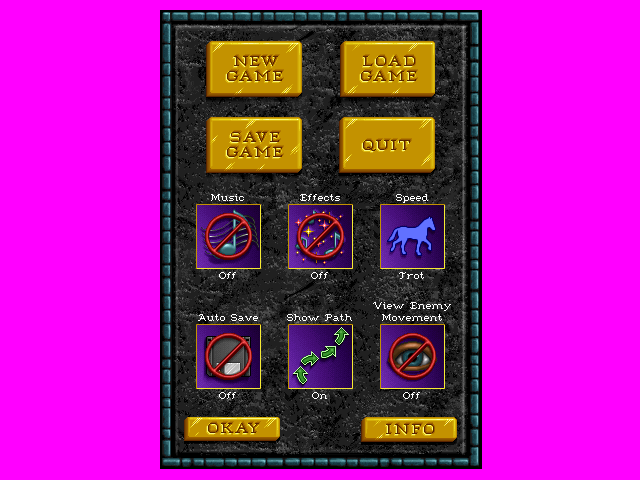 NEW
GAME
LOAD
GAME
SAVE
GAME
QUIT
Music
Effects
Speed
Off
Off
Trot
Auto Save
Show Path
View Enemy
Movement
Off
On
Off
OKAY
INFO